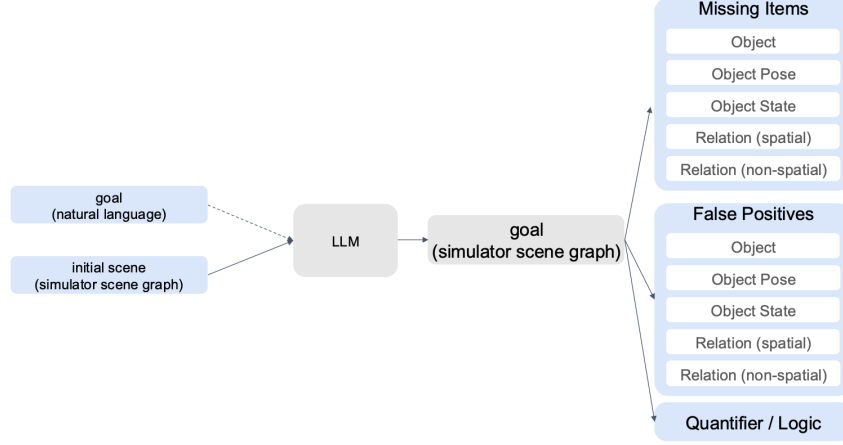 goal
(natural language)
initial scene
(simulator scene graph)
LLM
goal
(simulator scene graph)
Missing Items
Object
Object Pose
Object State
Relation (spatial)
Relation (non-spatial)
False Positives
Object
Object Pose
Object State
Relation (spatial)
Relation (non-spatial)
Quantifier / Logic